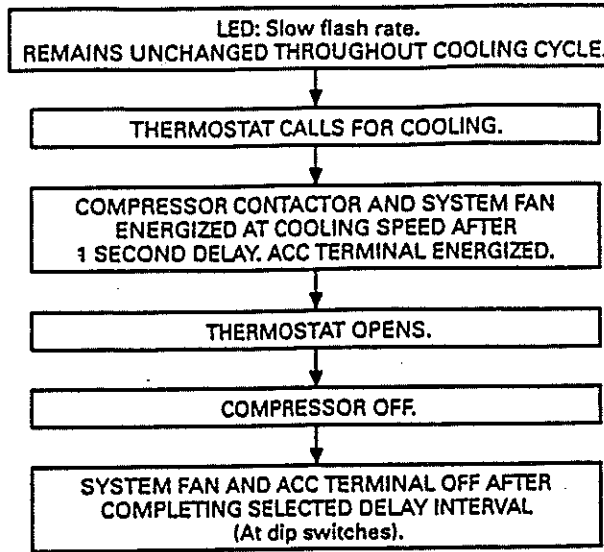 LED: Slow flash rate.
REMAINS UNCHANGED THROUGHOUT COOLING CYCLE.
THERMOSTAT CALLS FOR COOLING.
COMPRESSOR CONTACTOR AND SYSTEM FAN
ENERGIZED AT COOLING SPEED AFTER
1 SECOND DELAY. ACC TERMINAL ENERGIZED.
THERMOSTAT OPENS.
COMPRESSOR OFF.
SYSTEM FAN AND ACC TERMINAL OFF AFTER
COMPLETING SELECTED DELAY INTERVAL
(At dip switches).